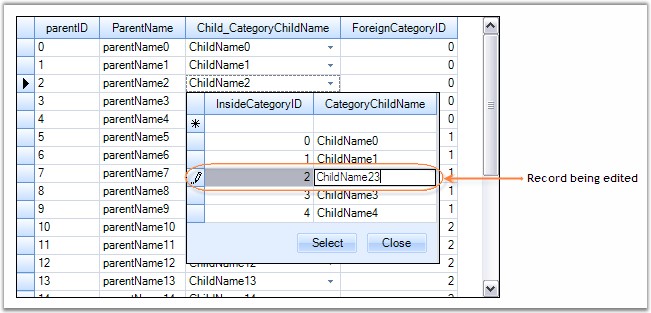 parentID ParentName Child_CategoryChildName ForeignCategoryID
0 parentName0 ChildName0 0
1 parentName1 ChildName1 0
2 parentName2 ChildName2 0
3 parentName3 0
4 parentName4 0
5 parentName5 1
6 parentName6 1
7 parentName7 1
8 parentName8 1
9 parentName9 1
10 parentName10 2
11 parentName11 2
12 parentName12 ChildName12 2
13 parentName13 ChildName13 2
InsideCategoryID CategoryChildName
0 ChildName0
1 ChildName1
2 ChildName23
3 ChildName3
4 ChildName4
Select Close
Record being edited